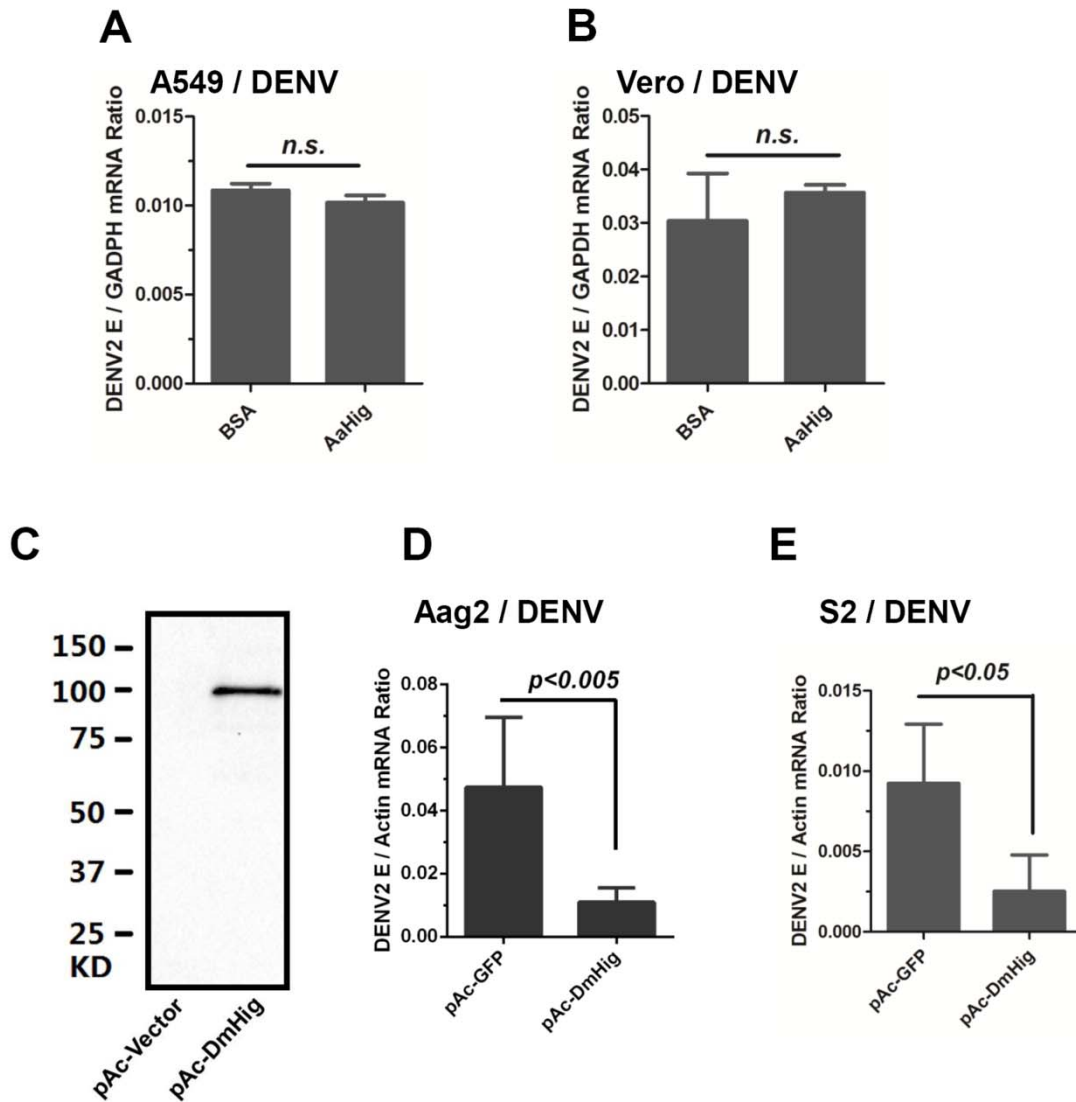 A
A549 / DENV
DENV2 E / GADPH mRNA Ratio
0.015
0.010
0.005
0.000
n.s.
BSA
AaHig
B
Vero / DENV
DENV2 E / GAPDH mRNA Ratio
0.05
0.04
0.03
0.03
0.01
0.00
n.s.
BSA
AaHig
C
150
100
75
50
37
25
KD
pAc-Vector
pAc-DmHig
D
Aag2 / DENV
DENV2 E / Actin mRNA Ratio
0.08
0.06
0.04
0.02
0.00
p<0.005
pAc-GFP
pAc-DmHig
E
S2 / DENV
DENV2 E / Actin mRNA Ratio
0.015
0.010
0.005
0.000
p<0.05
pAc-GFP
pAc-DmHig